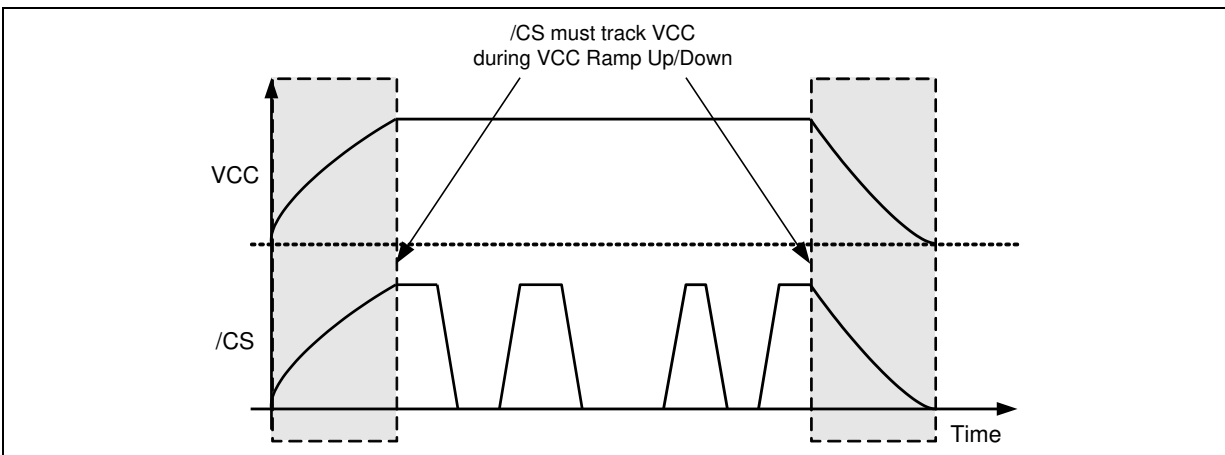 /CS must track VCC
during VCC Ramp Up/Down
VCC
/CS
Time